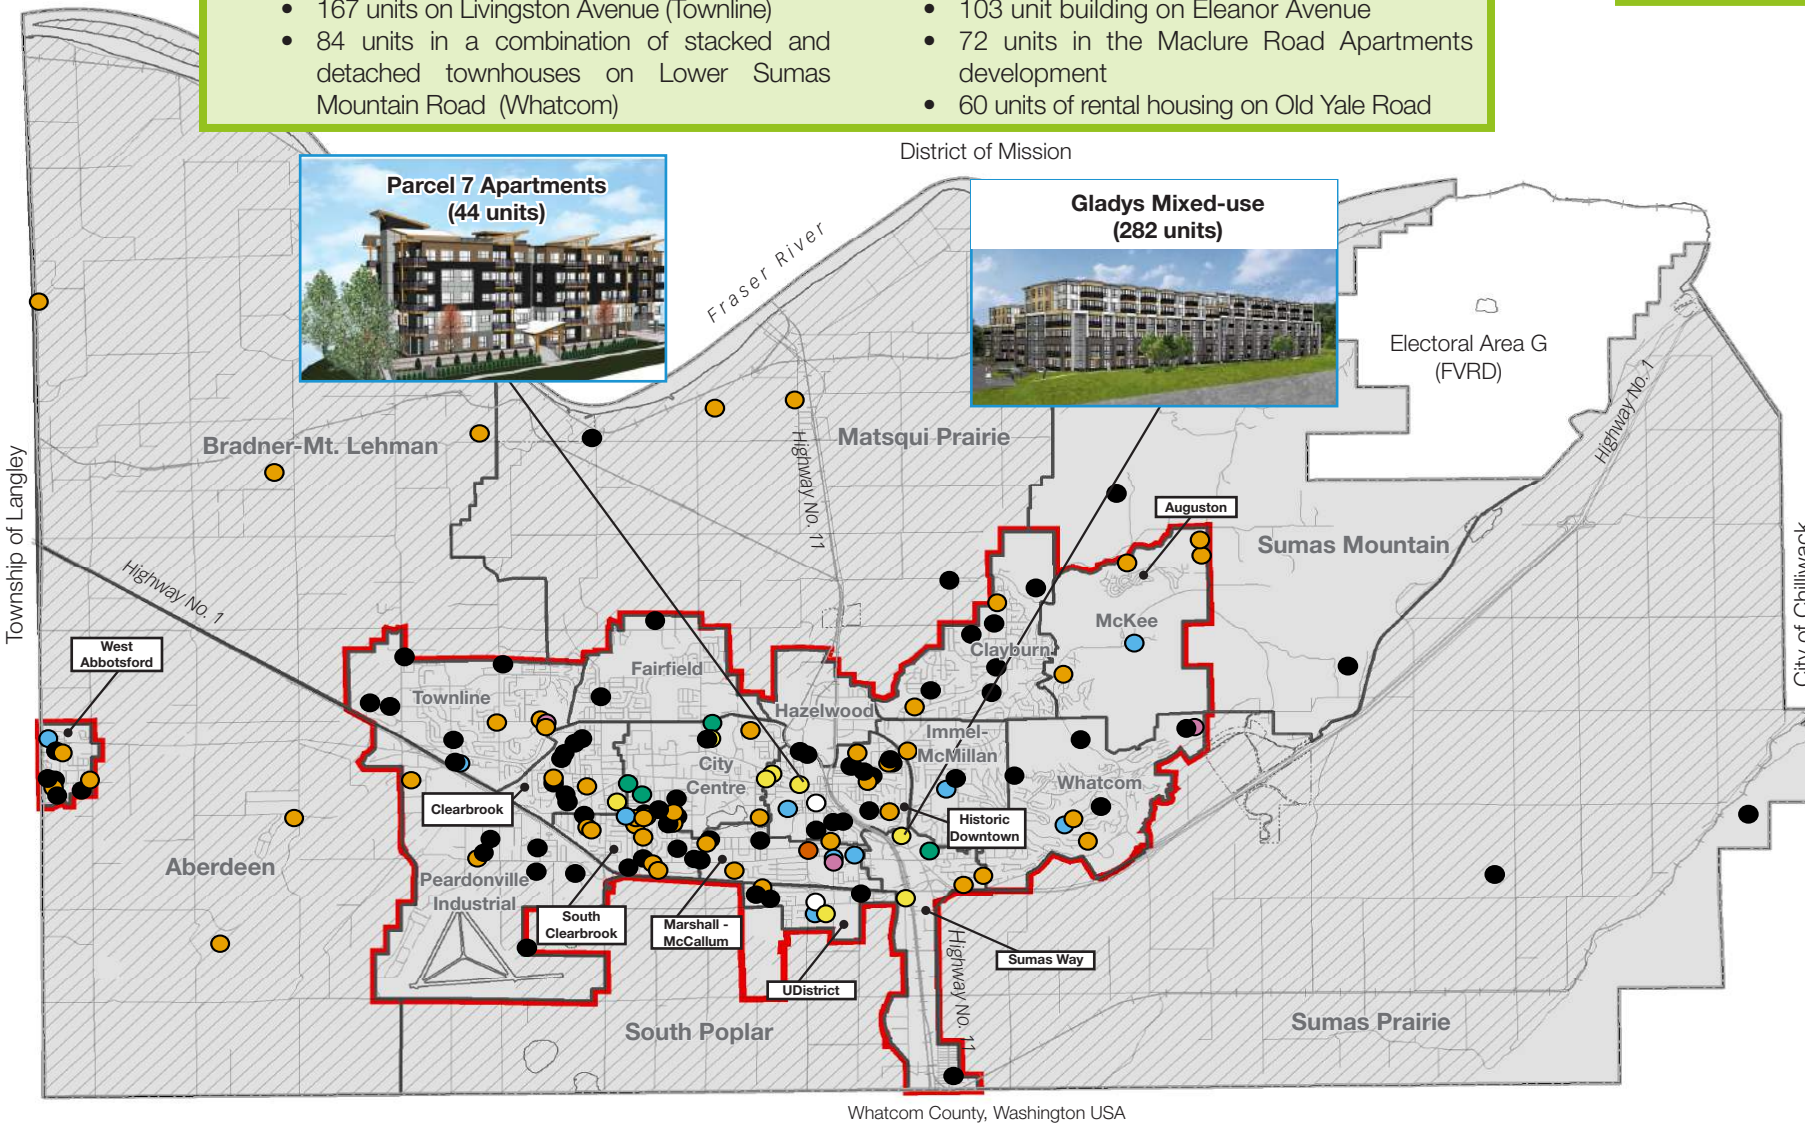 • 167 units on Livingston Avenue (Townline)
• 84 units in a combination of stacked and
detached townhouses on Lower Sumas
Mountain Road (Whatcom)
• 103 unit building on Eleanor Avenue
• 72 units in the Maclure Road Apartments
development
• 60 units of rental housing on Old Yale Road
District of Mission
Parcel 7 Apartments
(44 units)
Gladys Mixed-use
(282 units)
Fraser River
Electoral Area G
(FVRD)
Highway No. 1
Bradner-Mt. Lehman
Matsqui Prairie
Highway No. 11
Township of Langley
Auguston
Sumas Mountain
City of Chilliwack
Highway No. 1
McKee
West
Abbotsford
Clayburn
Fairfield
Townline
Hazelwood
Immel-
McMillan
City
Centre
Whatcom
Clearbrook
Historic
Downtown
Aberdeen
Peardonville
Industrial
South
Clearbrook
Marshall -
McCallum
Sumas Way
UDistrict
Highway No. 11
South Poplar
Sumas Prairie
Whatcom County, Washington USA